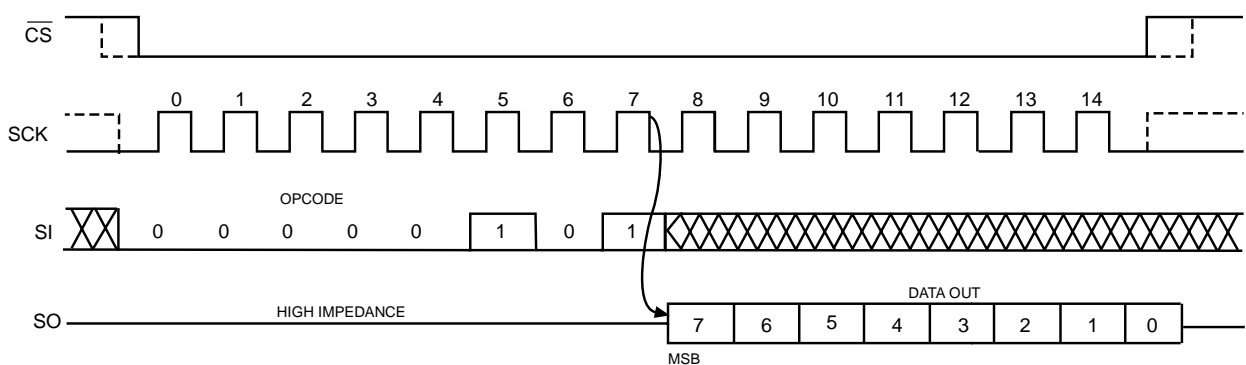 CS
0 1 2 3 4 5 6 7 8 9 10 11 12 13 14
SCK
OPCODE
SI 0 0 0 0 0 1 0 1
DATA OUT
HIGH IMPEDANCE
SO 7 6 5 4 3 2 1 0
MSB